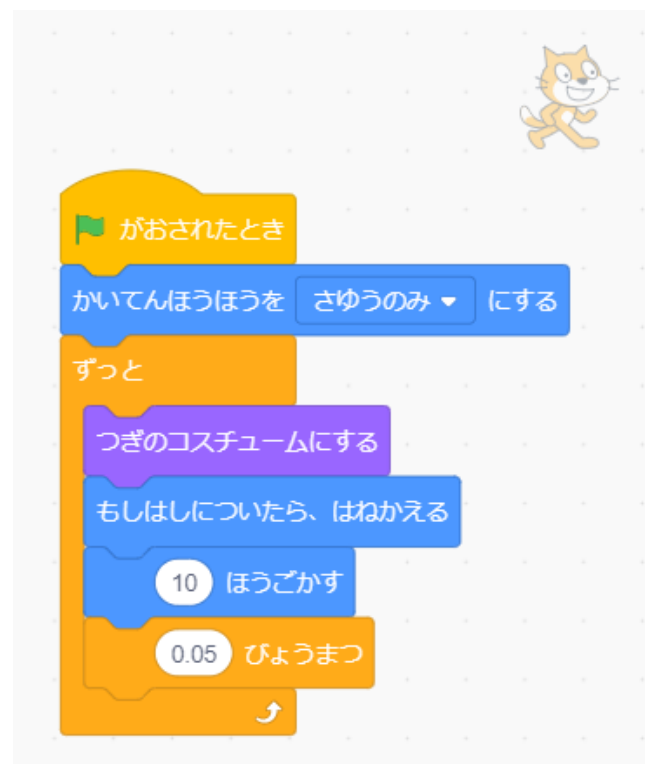 がおされたとき
かいてんほうほうを さゆうのみ にする
ずっと
つぎのコスチュームにする
もしはしについたら、はねかえる
10 ほうごかす
0.05 びょうまつ